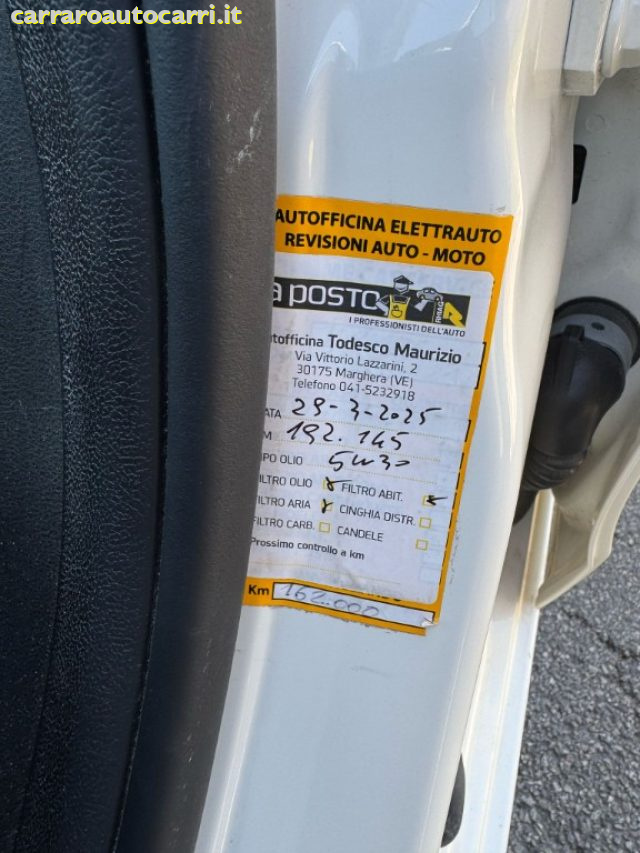 carraroautocarri.it
AUTOFFICINA ELETTRAUTO
REVISIONI AUTO - MOTO
a POSTO
I PROFESSIONISTI DELL'AUTO
utofficina Todesco Maurizio
Via Vittorio Lazzarini, 2
30175 Marghera (VE)
Telefono 041-5232918
ATA 29-3-2025
M 192.145
IPO OLIO 5W30
FILTRO OLIO FILTRO ABIT.
FILTRO ARIA CINGHIA DISTR.
FILTRO CARB. CANDELE
Prossimo controllo a km
Km 162.000